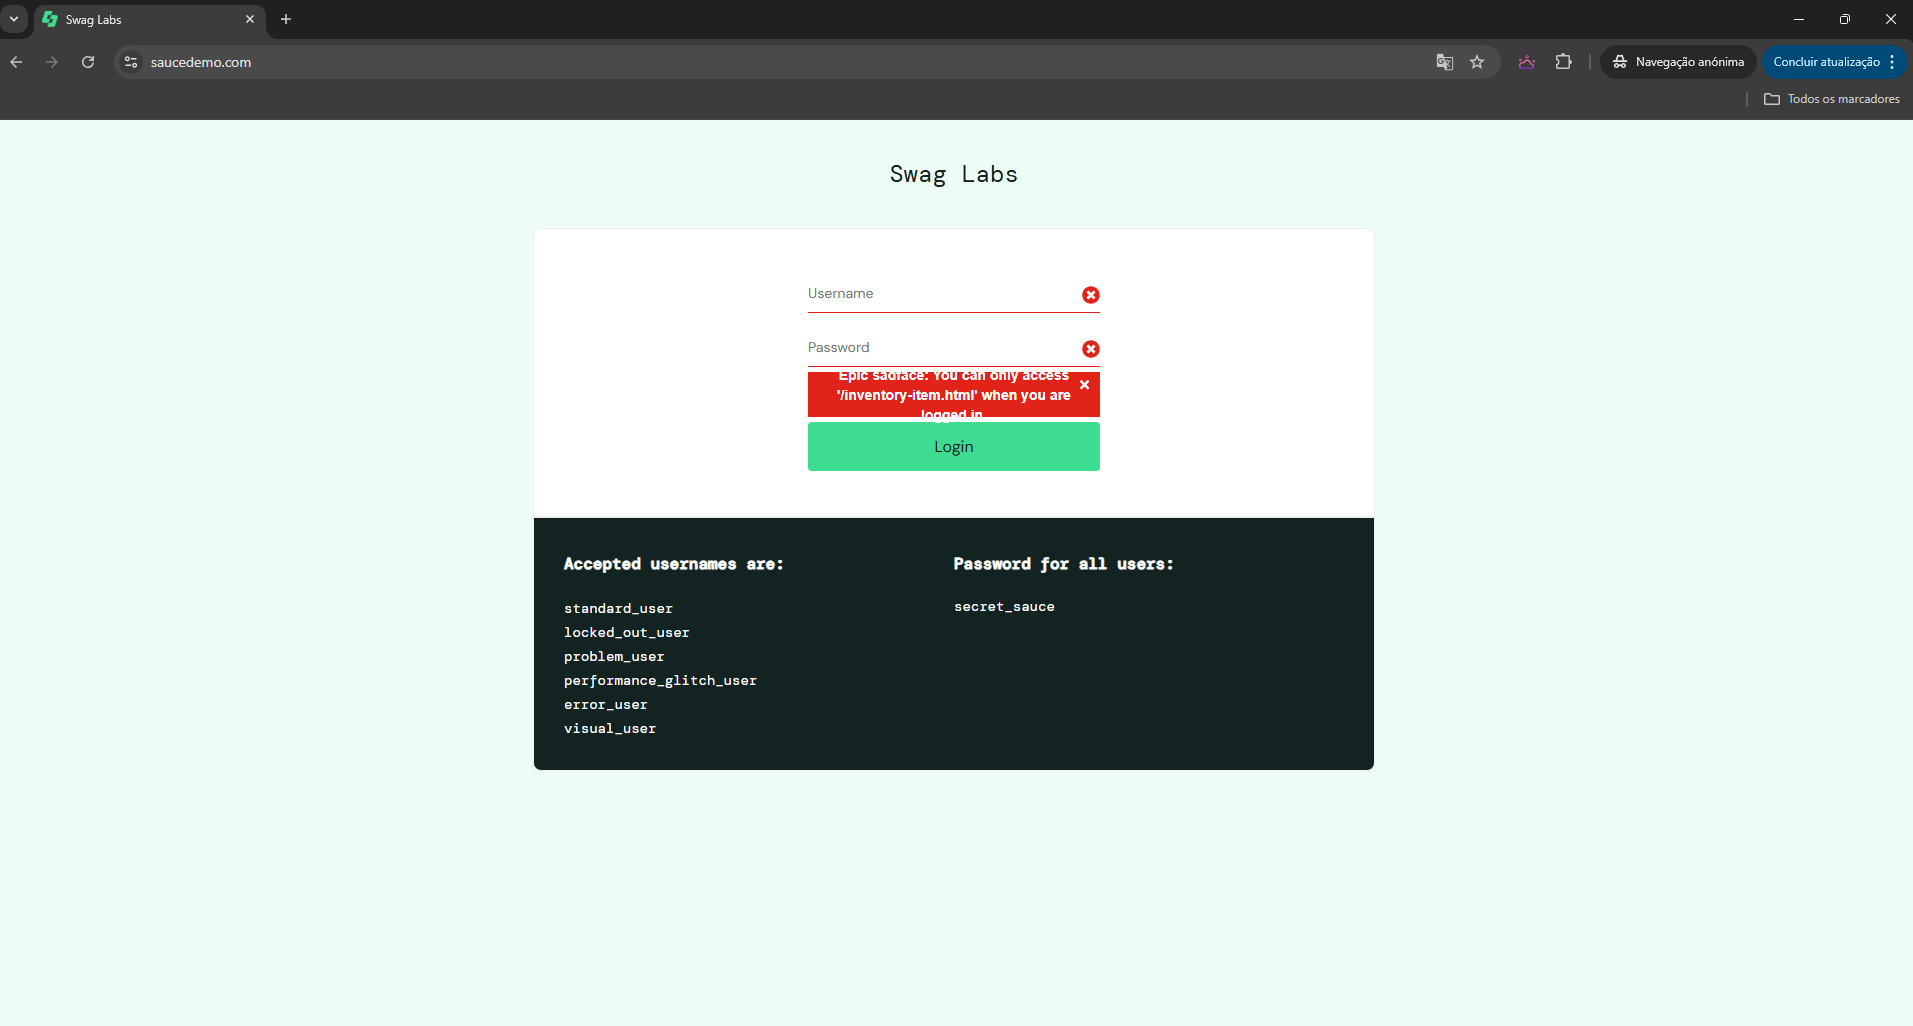 Swag Labs
saucedemo.com
Navegação anónima
Concluir atualização
Todos os marcadores
Swag Labs
Username
Password
Epic sadface: You can only access
'/inventory-item.html' when you are
logged in.
Login
Accepted usernames are:
standard_user
locked_out_user
problem_user
performance_glitch_user
error_user
visual_user
Password for all users:
secret_sauce